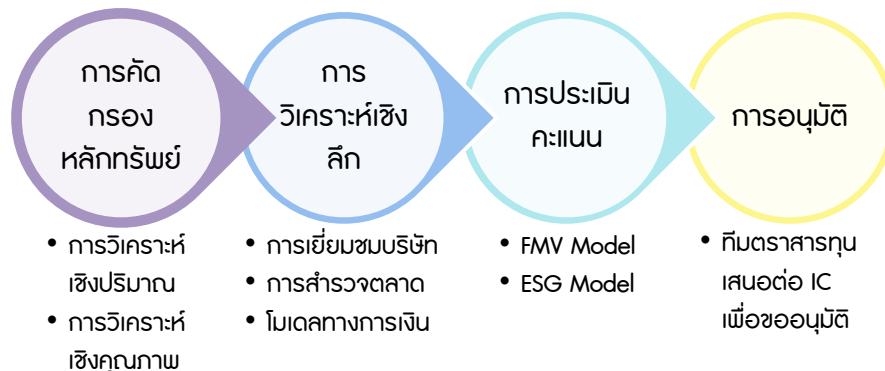 การคัด
กรอง
หลักทรัพย์
การ
วิเคราะห์เชิง
ลึก
การประเมิน
คะแนน
การอนุมัติ
• การวิเคราะห์
เชิงปริมาณ
• การวิเคราะห์
เชิงคุณภาพ
• การเยี่ยมชมบริษัท
• การสำรวจตลาด
• โมเดลทางการเงิน
• FMV Model
• ESG Model
• ทีมตราสารทุน
เสนอต่อ IC
เพื่อขออนุมัติ